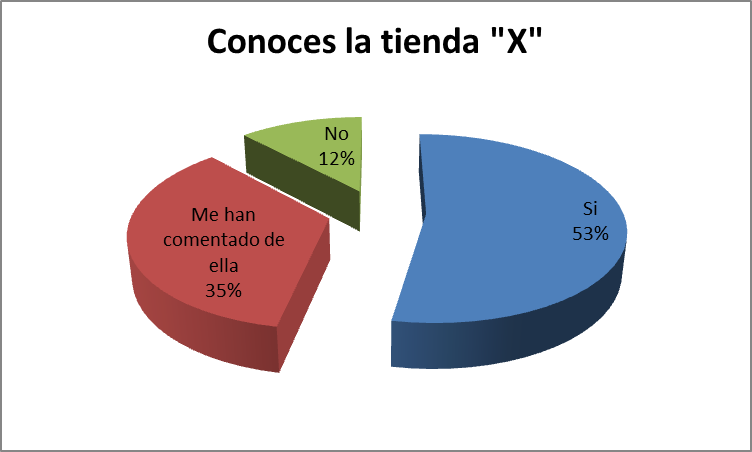 Conoces la tienda "X"
No
12%
Si
53%
Me han
comentado de
ella
35%